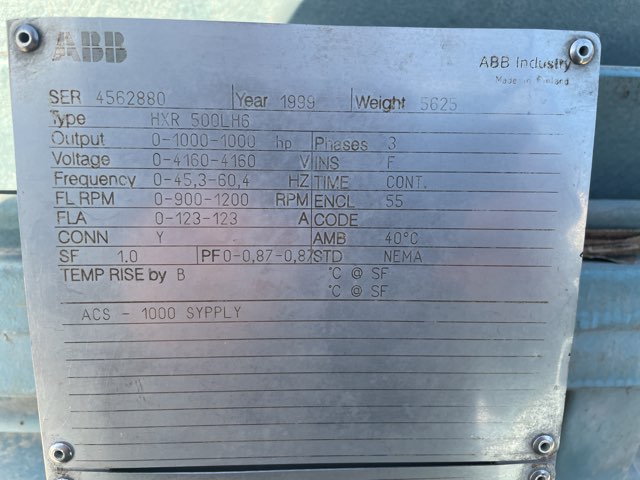 ABB
ABB Industry
Made in Finland
SER 4562880 Year 1999 Weight 5625
Type HXR 500LH6
Output 0-1000-1000 hp Phases 3
Voltage 0-4160-4160 V INS F
Frequency 0-45,3-60,4 HZ TIME CONT.
FL RPM 0-900-1200 RPM ENCL 55
FLA 0-123-123 A CODE
CONN Y AMB 40°C
SF 1.0 PF 0-0,87-0,87 STD NEMA
TEMP RISE by B °C @ SF
°C @ SF
ACS - 1000 SYPPLY